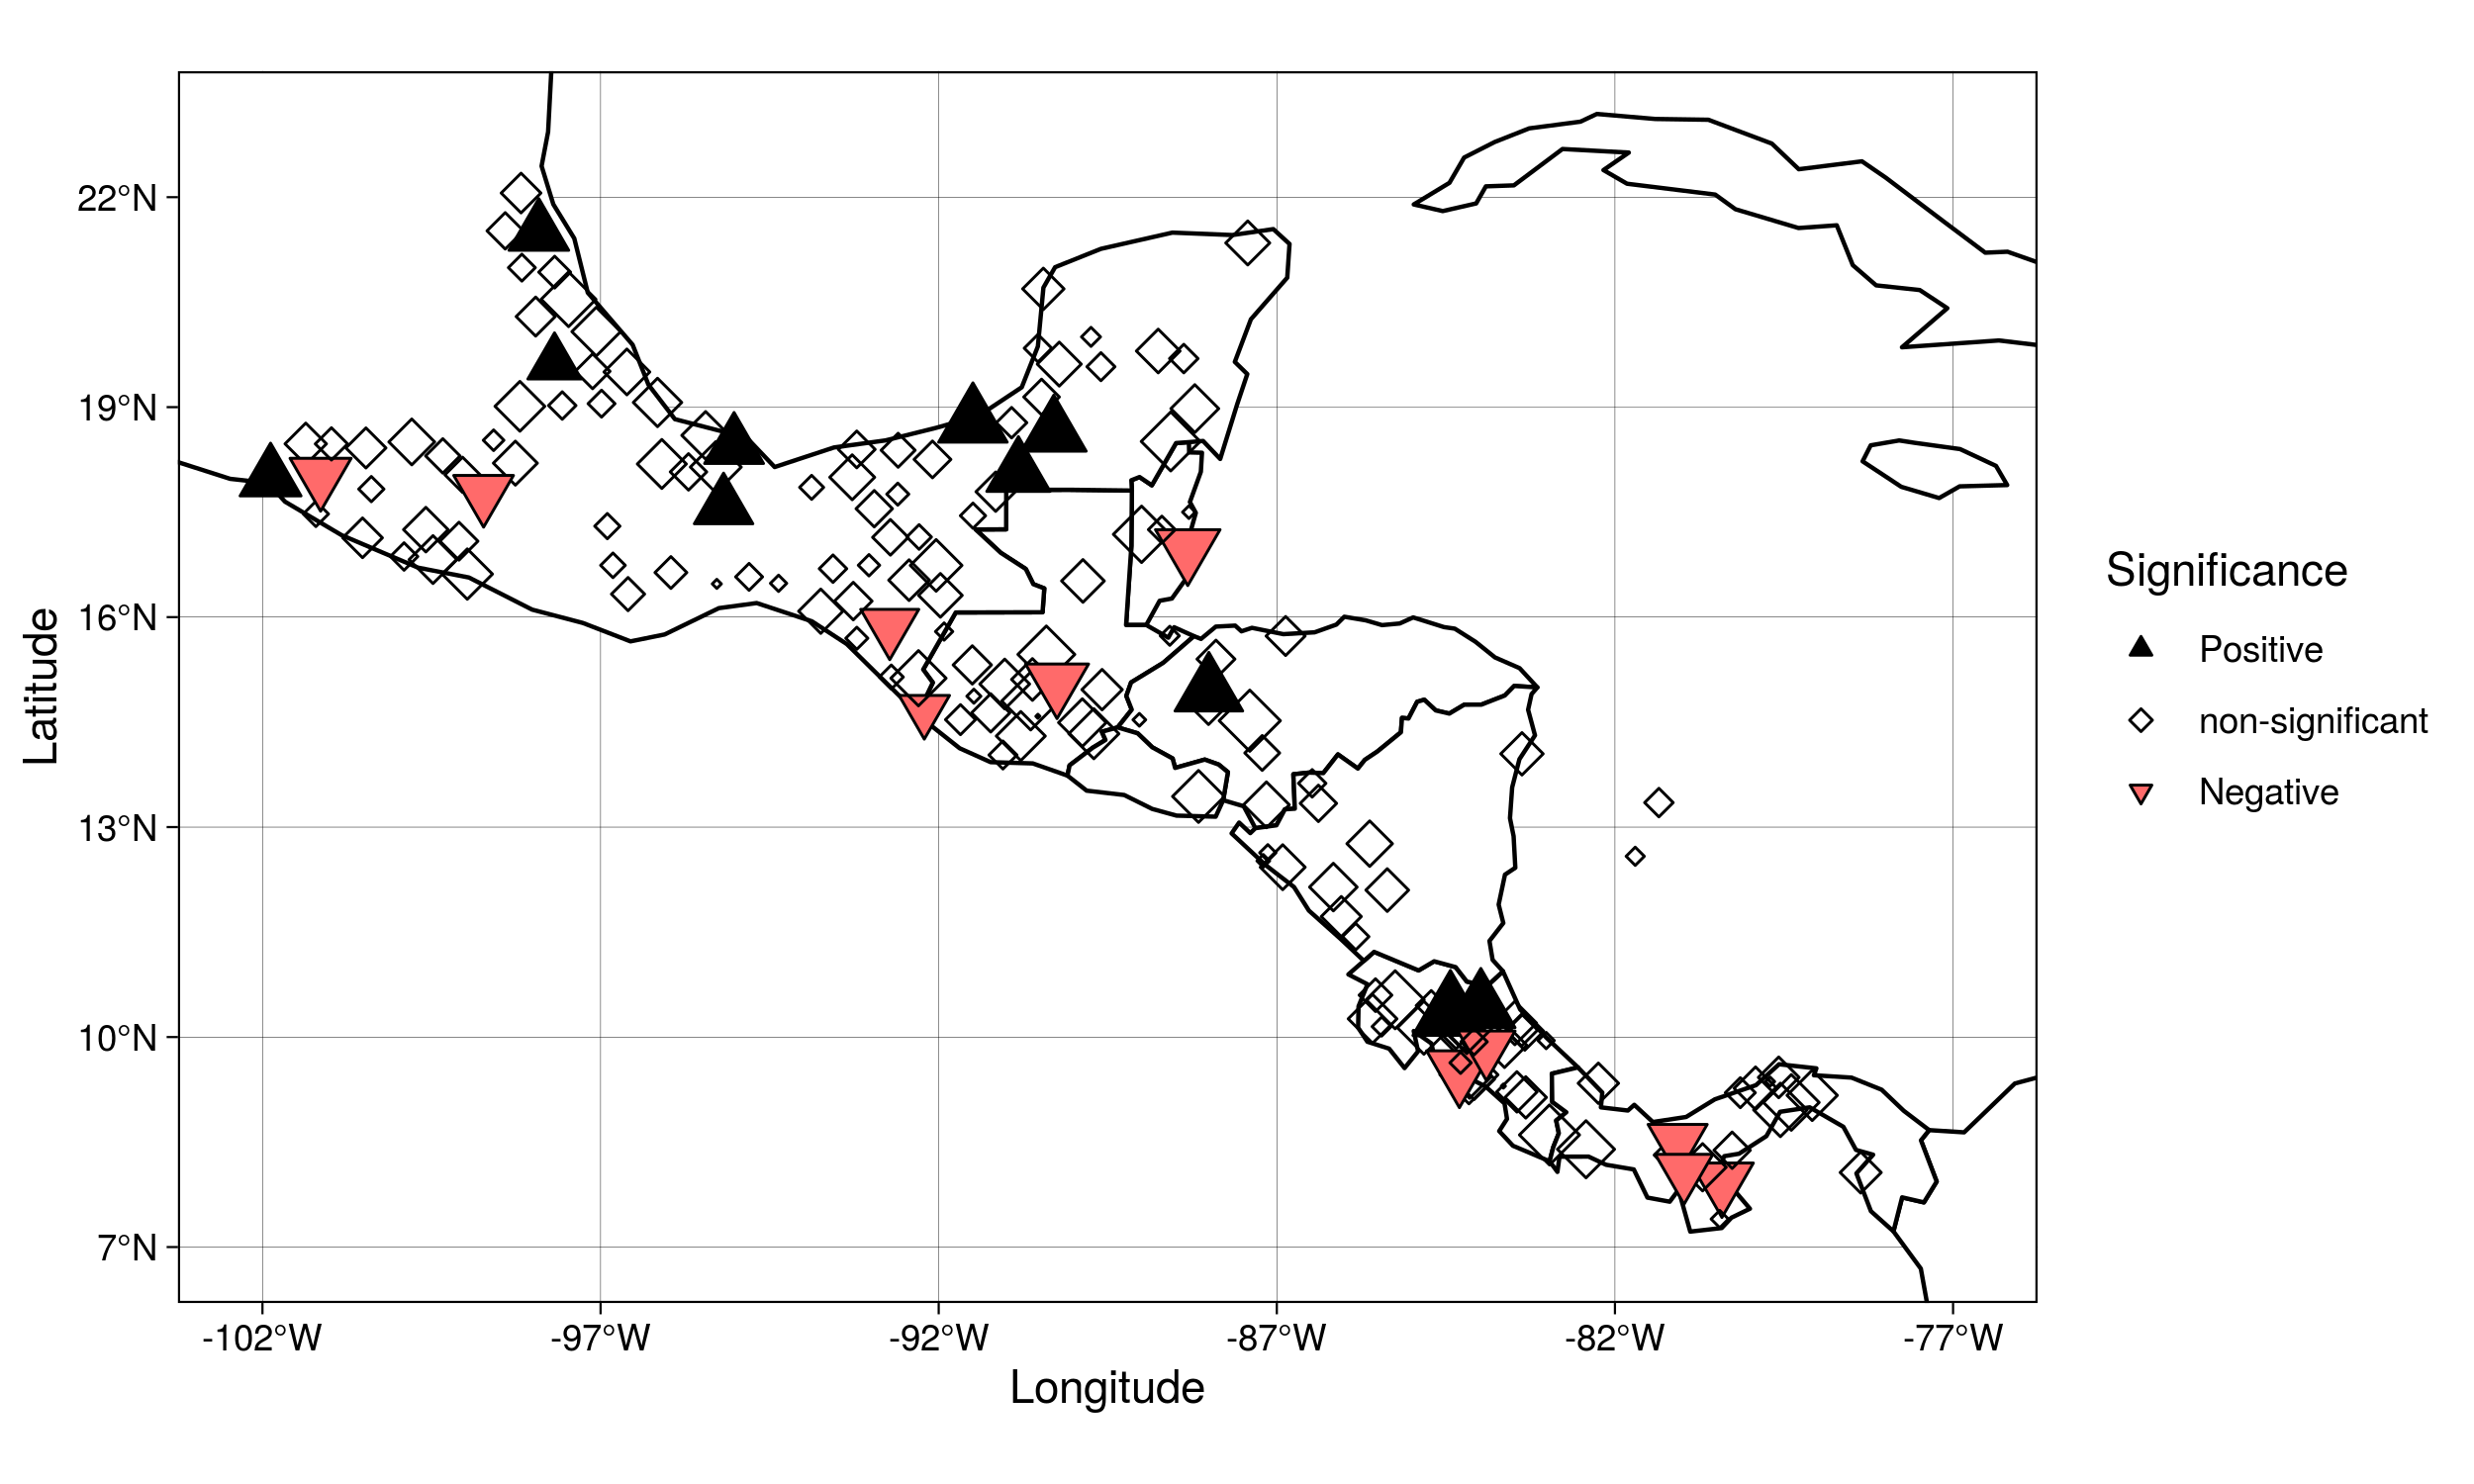 22°N
19°N
16°N
13°N
10°N
7°N
Latitude
-102°W
-97°W
-92°W
-87°W
-82°W
-77°W
Longitude
Significance
Positive
non-significant
Negative